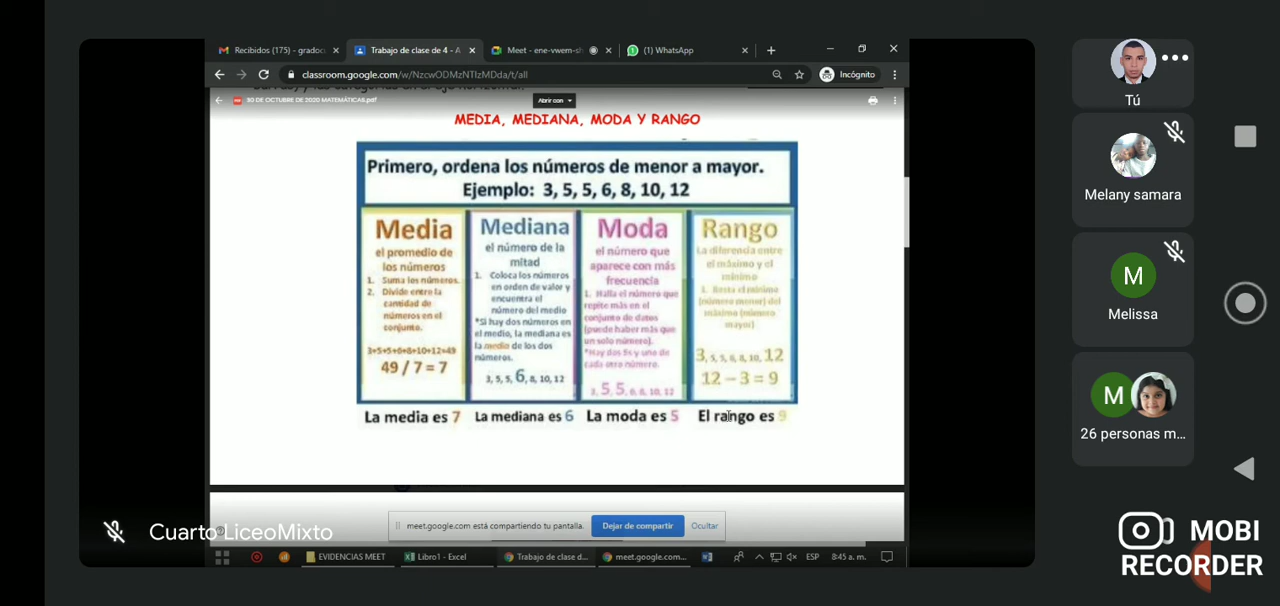 Recibidos (175) - gradoc
Trabajo de clase de 4 - A
Meet - ene-vwem-sh
(1) WhatsApp
classroom.google.com/w/NzcwODMzNTIzMDda/t/all
Incógnito
30 DE OCTUBRE DE 2020 MATEMÁTICAS.pdf
Abrir con
MEDIA, MEDIANA, MODA Y RANGO
Primero, ordena los números de menor a mayor.
Ejemplo: 3, 5, 5, 6, 8, 10, 12
Media
el promedio de
los números
1. Suma los números.
2. Divide entre la
cantidad de
números en el
conjunto.
3+5+5+6+8+10+12=49
49 / 7 = 7
La media es 7
Mediana
el número de la
mitad
1. Coloca los números
en orden de valor y
encuentra el
número del medio
*Si hay dos números en
el medio, la mediana es
la media de los dos
números.
3, 5, 5, 6, 8, 10, 12
La mediana es 6
Moda
el número que
aparece con más
frecuencia
1. Halla el número que
repite más en el
conjunto de datos
(puede haber más que
un solo número).
*Hay dos 5s y uno de
cada otro número.
3, 5, 5, 6, 8, 10, 12
La moda es 5
Rango
La diferencia entre
el máximo y el
mínimo
1. Resta el mínimo
(número menor) del
máximo (número
mayor)
3, 5, 5, 6, 8, 10, 12
12 – 3 = 9
El rango es 9
meet.google.com está compartiendo tu pantalla.
Dejar de compartir
Ocultar
Cuarto LiceoMixto
EVIDENCIAS MEET
Libro1 - Excel
Trabajo de clase d...
meet.google.com...
ESP
8:45 a. m.
Tú
Melany samara
M
Melissa
M
26 personas m...
MOBI
RECORDER